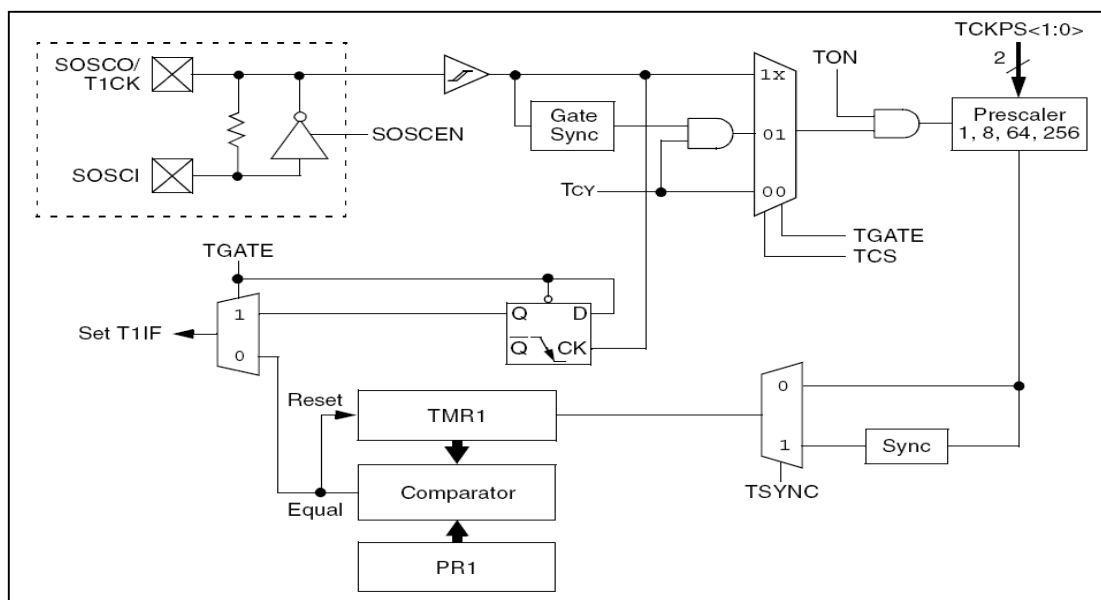 TCKPS<1:0>
2
SOSCO/
T1CK
TON
1x
Gate
Sync
Prescaler
1, 8, 64, 256
SOSCEN
01
SOSCI
TCY
00
TGATE
TCS
TGATE
1
Q
D
Set T1IF
Q
CK
0
Reset
TMR1
0
1
Sync
Comparator
TSYNC
Equal
PR1